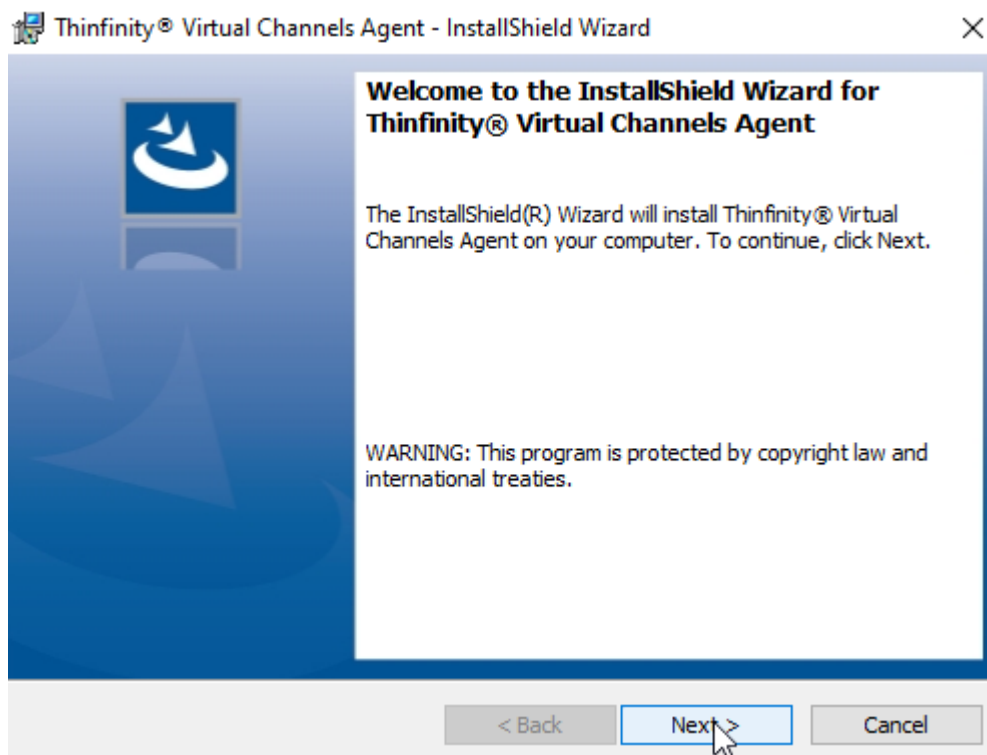 Thinfinity® Virtual Channels Agent - InstallShield Wizard
Welcome to the InstallShield Wizard for
Thinfinity® Virtual Channels Agent
The InstallShield(R) Wizard will install Thinfinity® Virtual
Channels Agent on your computer. To continue, click Next.
WARNING: This program is protected by copyright law and
international treaties.
< Back
Next >
Cancel